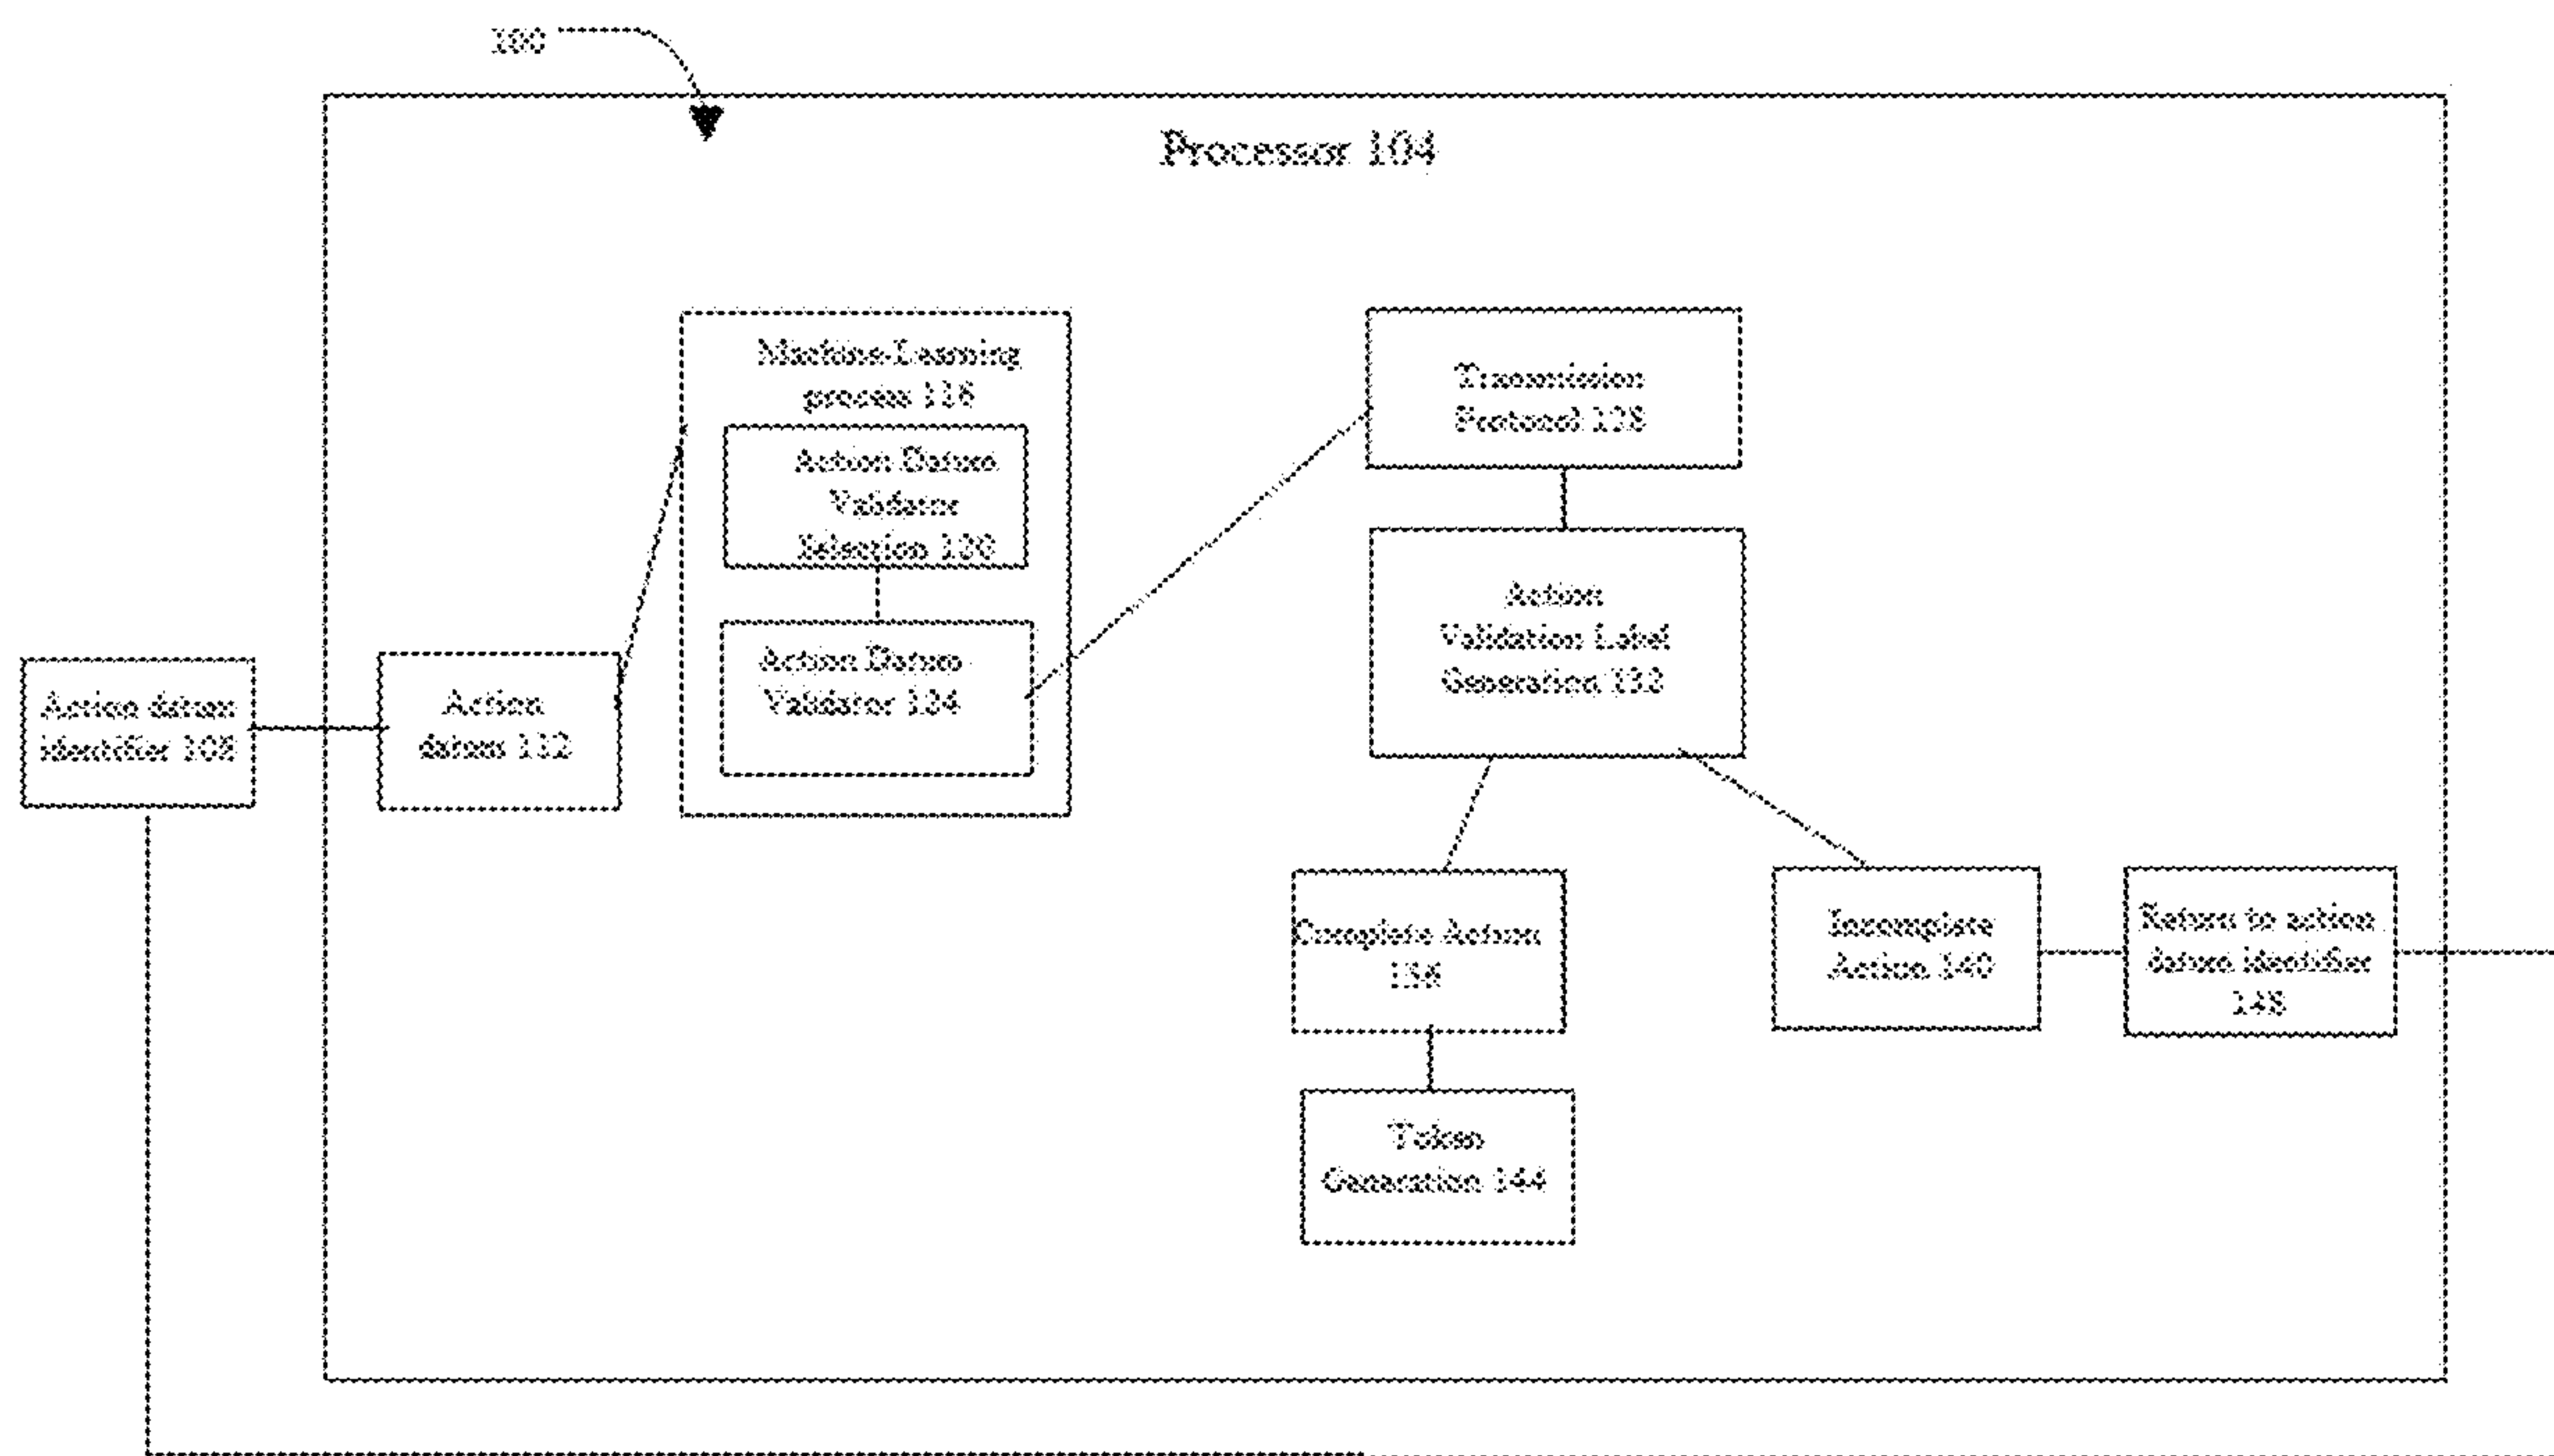 100
Processor 104
Machine-Learning
process 116
Action Datum
Validator
Selection 120
Action Datum
Validator 124
Transmission
Protocol 128
Action
Validation Label
Generation 132
Action datum
identifier 108
Action
datum 112
Complete Action
136
Incomplete
Action 140
Return to action
datum identifier
148
Token
Generation 144